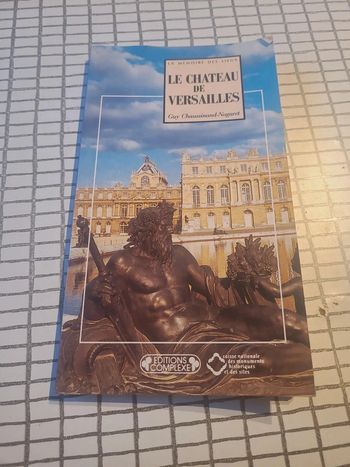 LA MÉMOIRE DES LIEUX
LE CHATEAU
DE
VERSAILLES
Guy Chaussinand-Nogaret
EDITIONS
COMPLEXE
caisse nationale
des monuments
historiques
et des sites